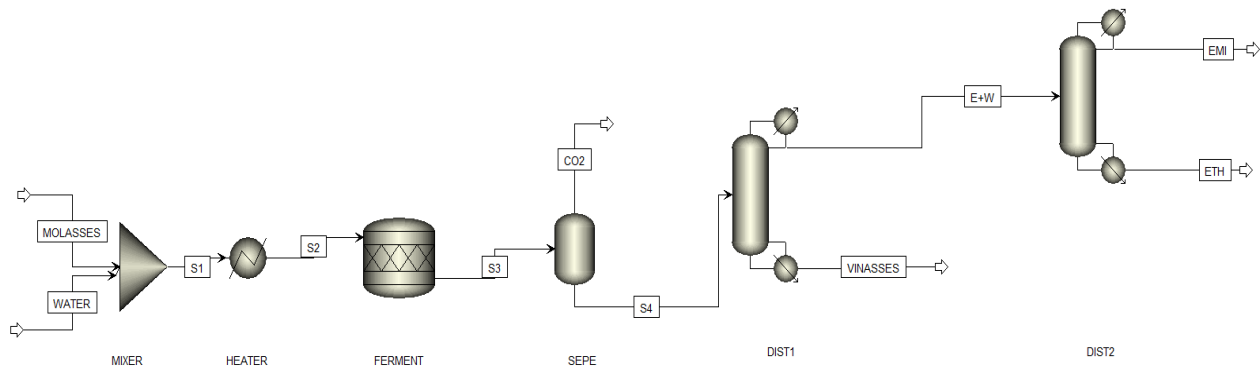 MOLASSES
WATER
S1
S2
S3
CO2
S4
E+W
VINASSES
EMI
ETH
MIXER
HEATER
FERMENT
SEPE
DIST1
DIST2